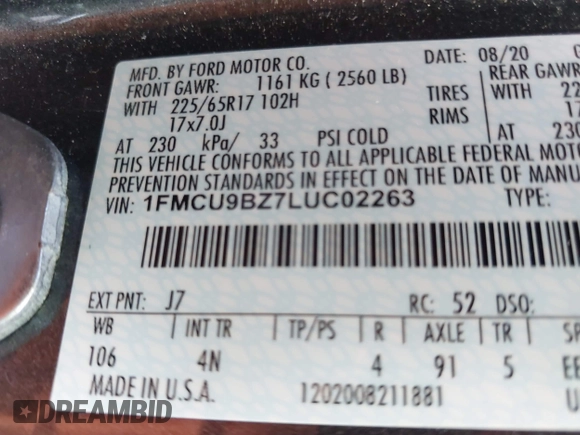 MFD. BY FORD MOTOR CO.
DATE: 08/20
FRONT GAWR: 1161 KG ( 2560 LB)
REAR GAWR
WITH 225/65R17 102H TIRES
17x7.0J RIMS
AT 230 kPa/ 33 PSI COLD
AT 230
THIS VEHICLE CONFORMS TO ALL APPLICABLE FEDERAL MOTO
PREVENTION STANDARDS IN EFFECT ON THE DATE OF MANU
VIN: 1FMCU9BZ7LUC02263 TYPE:
EXT PNT: J7 RC: 52 DSO:
WB INT TR TP/PS R AXLE TR
106 4N 4 91 5
MADE IN U.S.A. 1202008211881
DREAMBID